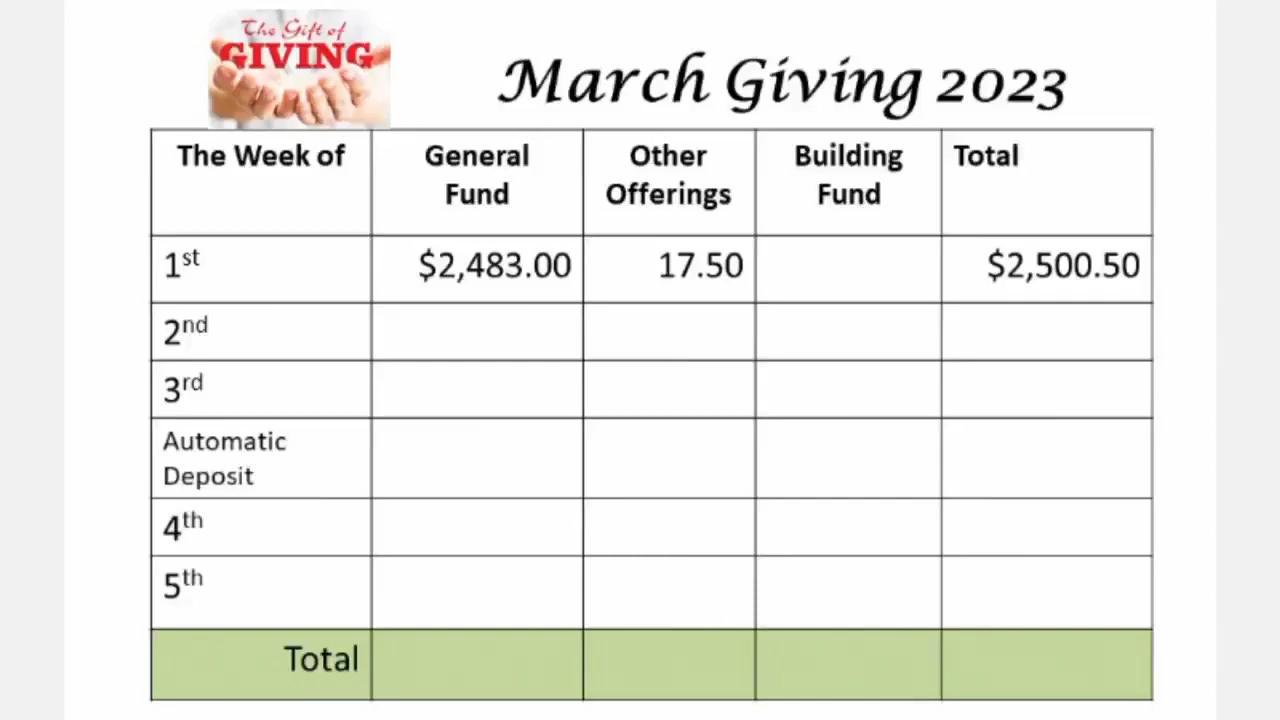 The Gift of
GIVING
March Giving 2023
The Week of General Fund Other Offerings Building Fund Total
1st $2,483.00 17.50 $2,500.50
2nd
3rd
Automatic
Deposit
4th
5th
Total